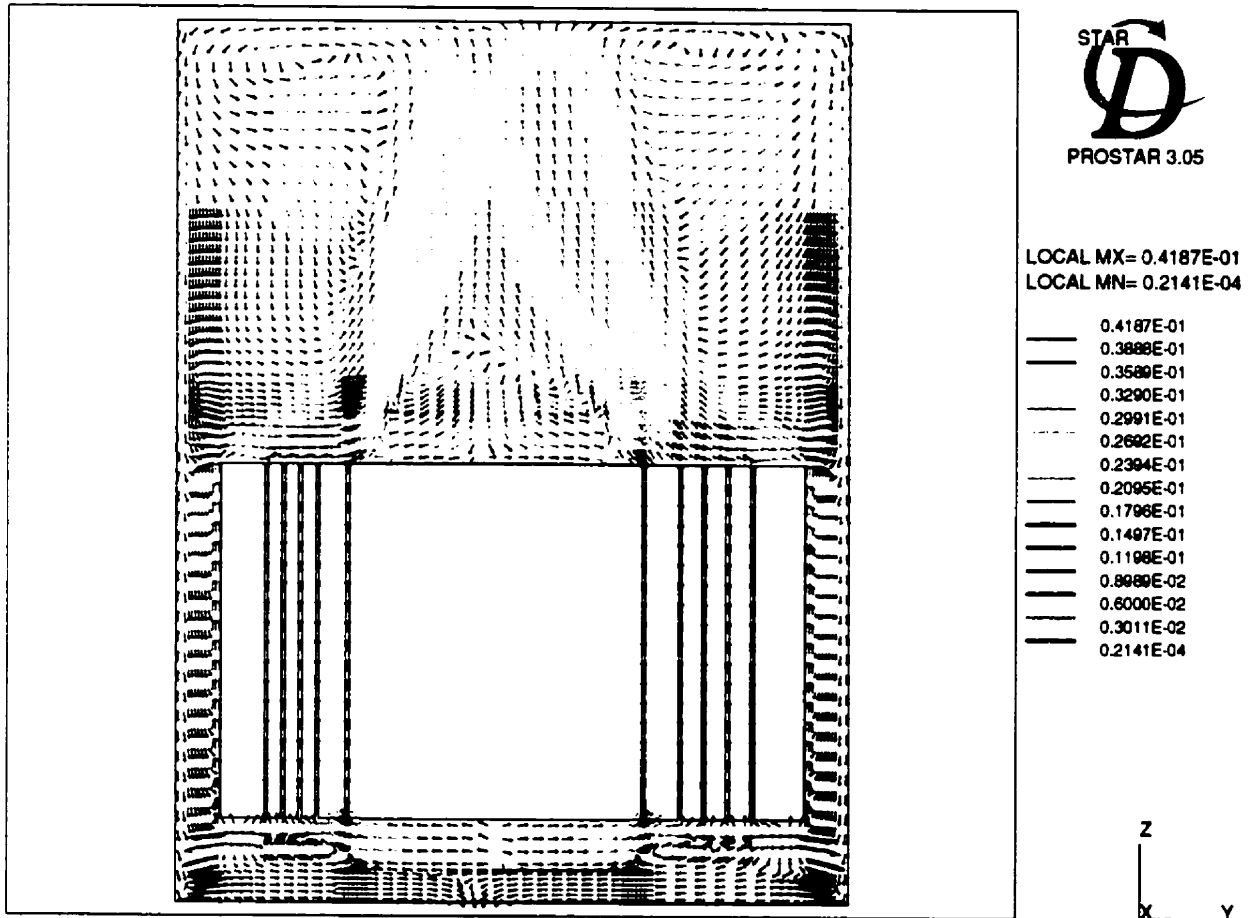 STAR
D
PROSTAR 3.05
LOCAL MX= 0.4187E-01
LOCAL MN= 0.2141E-04
0.4187E-01
0.3888E-01
0.3589E-01
0.3290E-01
0.2991E-01
0.2692E-01
0.2394E-01
0.2095E-01
0.1796E-01
0.1497E-01
0.1198E-01
0.8989E-02
0.6000E-02
0.3011E-02
0.2141E-04
Z
X Y